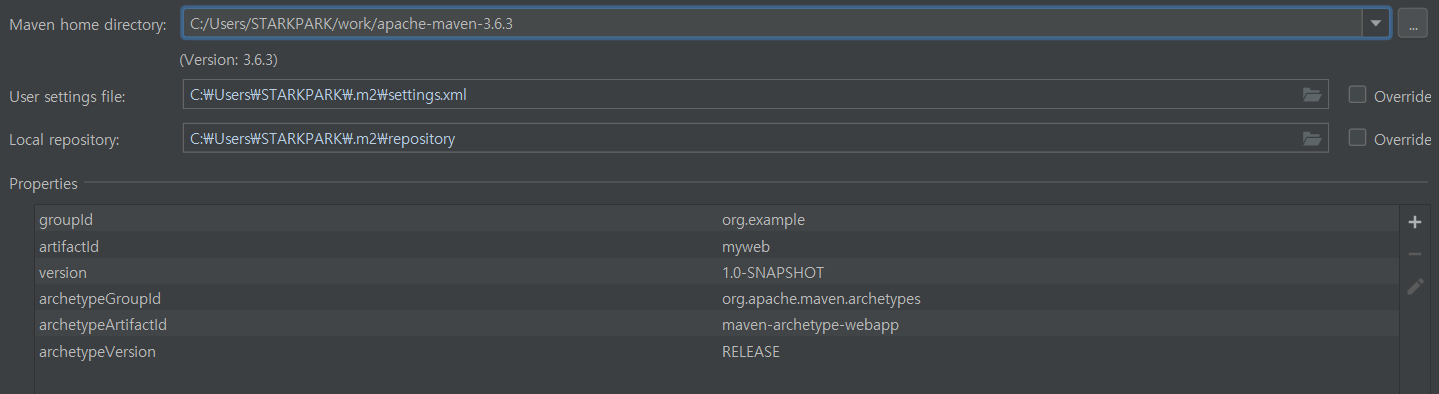 Maven home directory: C:/Users/STARKPARK/work/apache-maven-3.6.3 ...
(Version: 3.6.3)
User settings file: C:₩Users₩STARKPARK₩.m2₩settings.xml Override
Local repository: C:₩Users₩STARKPARK₩.m2₩repository Override
Properties
groupId org.example
artifactId myweb
version 1.0-SNAPSHOT
archetypeGroupId org.apache.maven.archetypes
archetypeArtifactId maven-archetype-webapp
archetypeVersion RELEASE